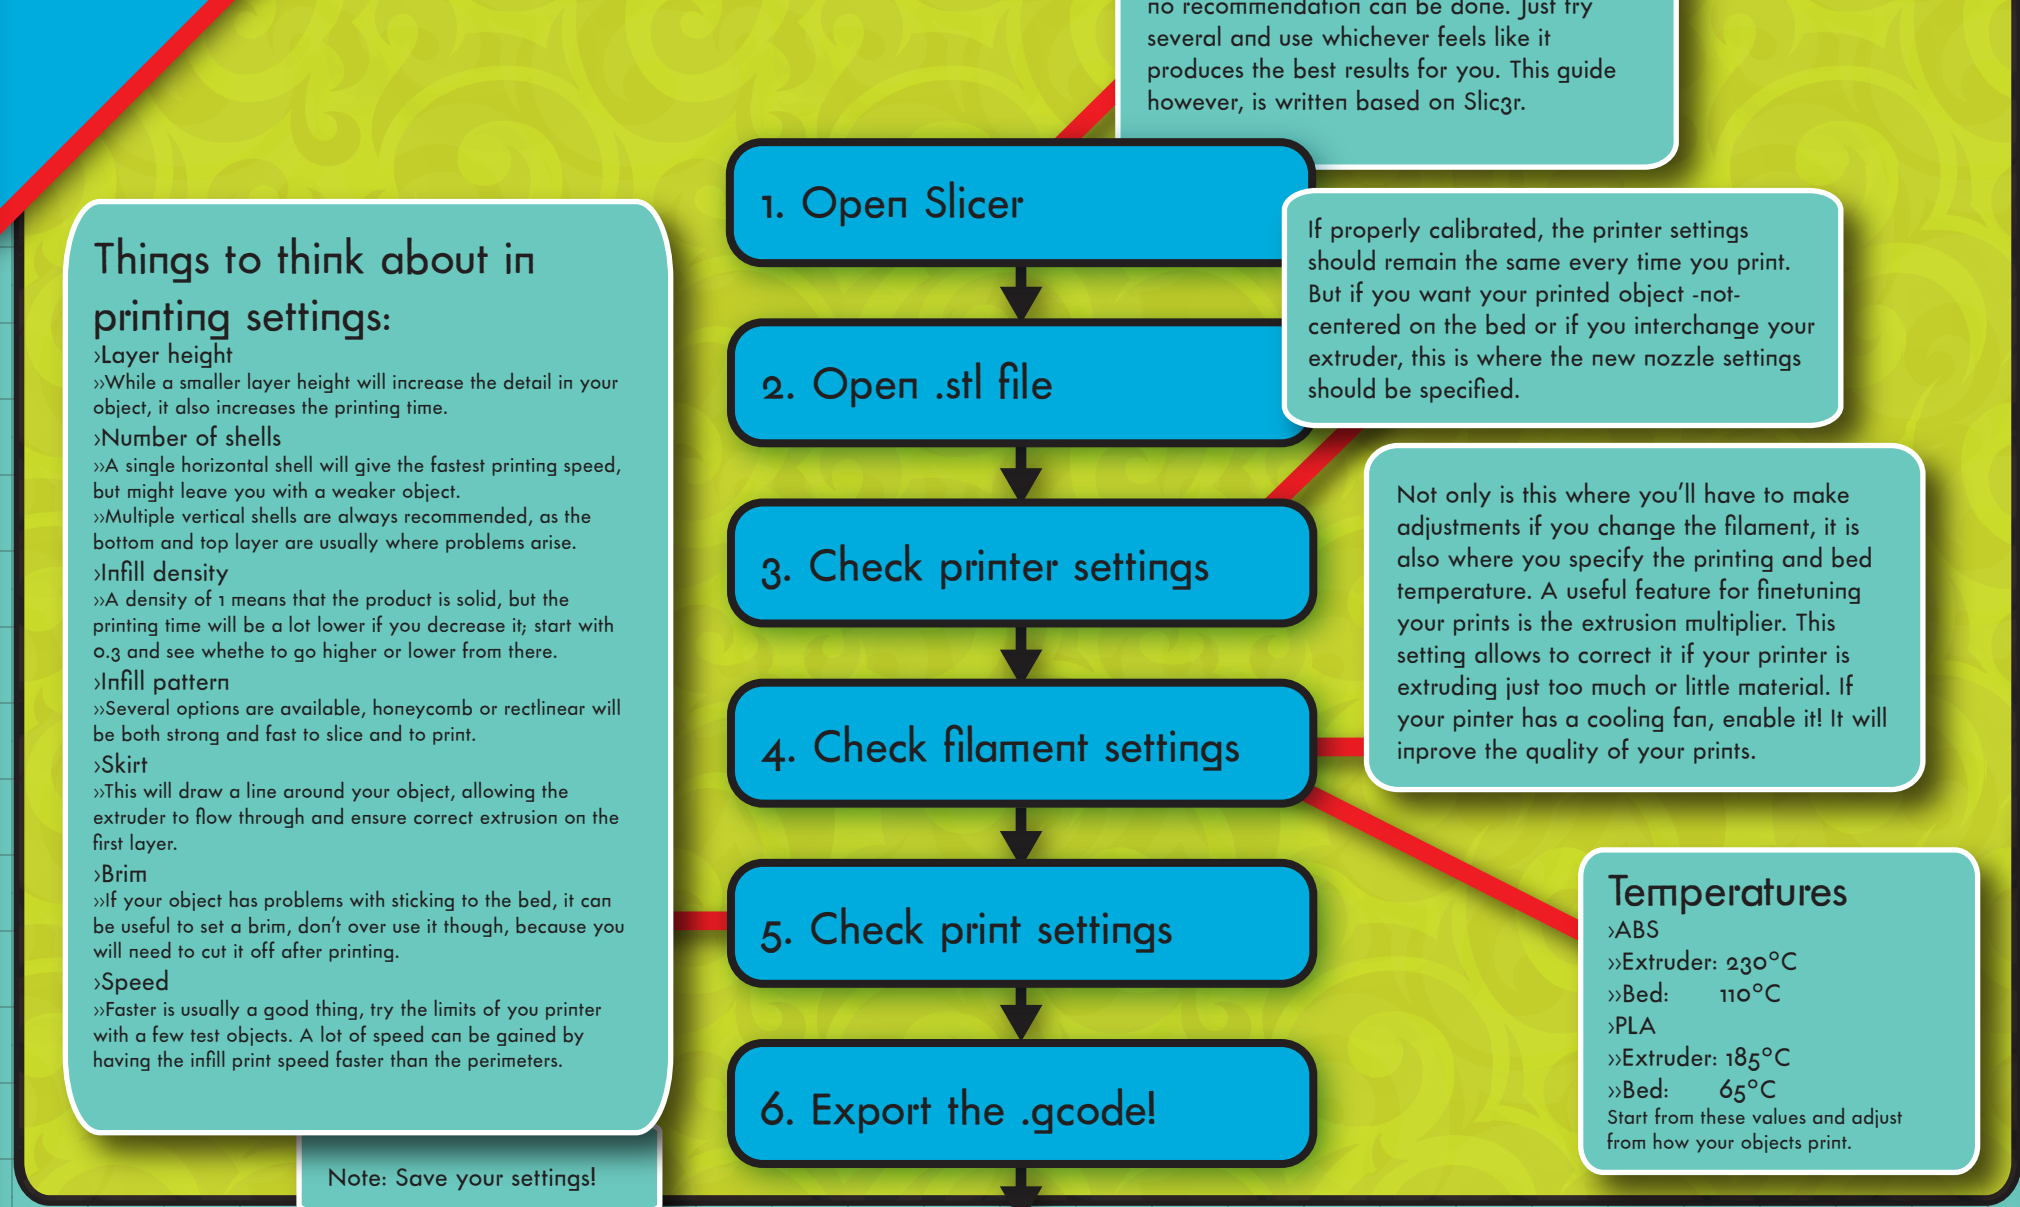 no recommendation can be done. Just try
several and use whichever feels like it
produces the best results for you. This guide
however, is written based on Slic3r.
1. Open Slicer
If properly calibrated, the printer settings
should remain the same every time you print.
But if you want your printed object -not-
centered on the bed or if you interchange your
extruder, this is where the new nozzle settings
should be specified.
2. Open .stl file
3. Check printer settings
Not only is this where you'll have to make
adjustments if you change the filament, it is
also where you specify the printing and bed
temperature. A useful feature for finetuning
your prints is the extrusion multiplier. This
setting allows to correct it if your printer is
extruding just too much or little material. If
your pinter has a cooling fan, enable it! It will
inprove the quality of your prints.
4. Check filament settings
Temperatures
›ABS
››Extruder: 230°C
››Bed: 110°C
›PLA
››Extruder: 185°C
››Bed: 65°C
Start from these values and adjust
from how your objects print.
5. Check print settings
Things to think about in
printing settings:
›Layer height
››While a smaller layer height will increase the detail in your
object, it also increases the printing time.
›Number of shells
››A single horizontal shell will give the fastest printing speed,
but might leave you with a weaker object.
››Multiple vertical shells are always recommended, as the
bottom and top layer are usually where problems arise.
›Infill density
››A density of 1 means that the product is solid, but the
printing time will be a lot lower if you decrease it; start with
0.3 and see whethe to go higher or lower from there.
›Infill pattern
››Several options are available, honeycomb or rectlinear will
be both strong and fast to slice and to print.
›Skirt
››This will draw a line around your object, allowing the
extruder to flow through and ensure correct extrusion on the
first layer.
›Brim
››If your object has problems with sticking to the bed, it can
be useful to set a brim, don't over use it though, because you
will need to cut it off after printing.
›Speed
››Faster is usually a good thing, try the limits of you printer
with a few test objects. A lot of speed can be gained by
having the infill print speed faster than the perimeters.
Note: Save your settings!
6. Export the .gcode!